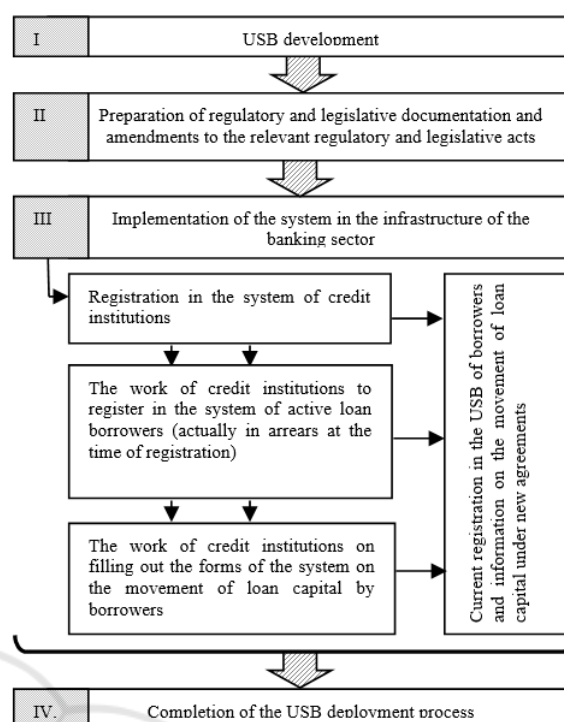 I
USB development
II
Preparation of regulatory and legislative documentation and
amendments to the relevant regulatory and legislative acts
III
Implementation of the system in the infrastructure of the
banking sector
Registration in the system of credit
institutions
The work of credit institutions to
register in the system of active loan
borrowers (actually in arrears at the
time of registration)
The work of credit institutions on
filling out the forms of the system on
the movement of loan capital by
borrowers
Current registration in the USB of borrowers
and information on the movement of loan
capital under new agreements
IV.
Completion of the USB deployment process